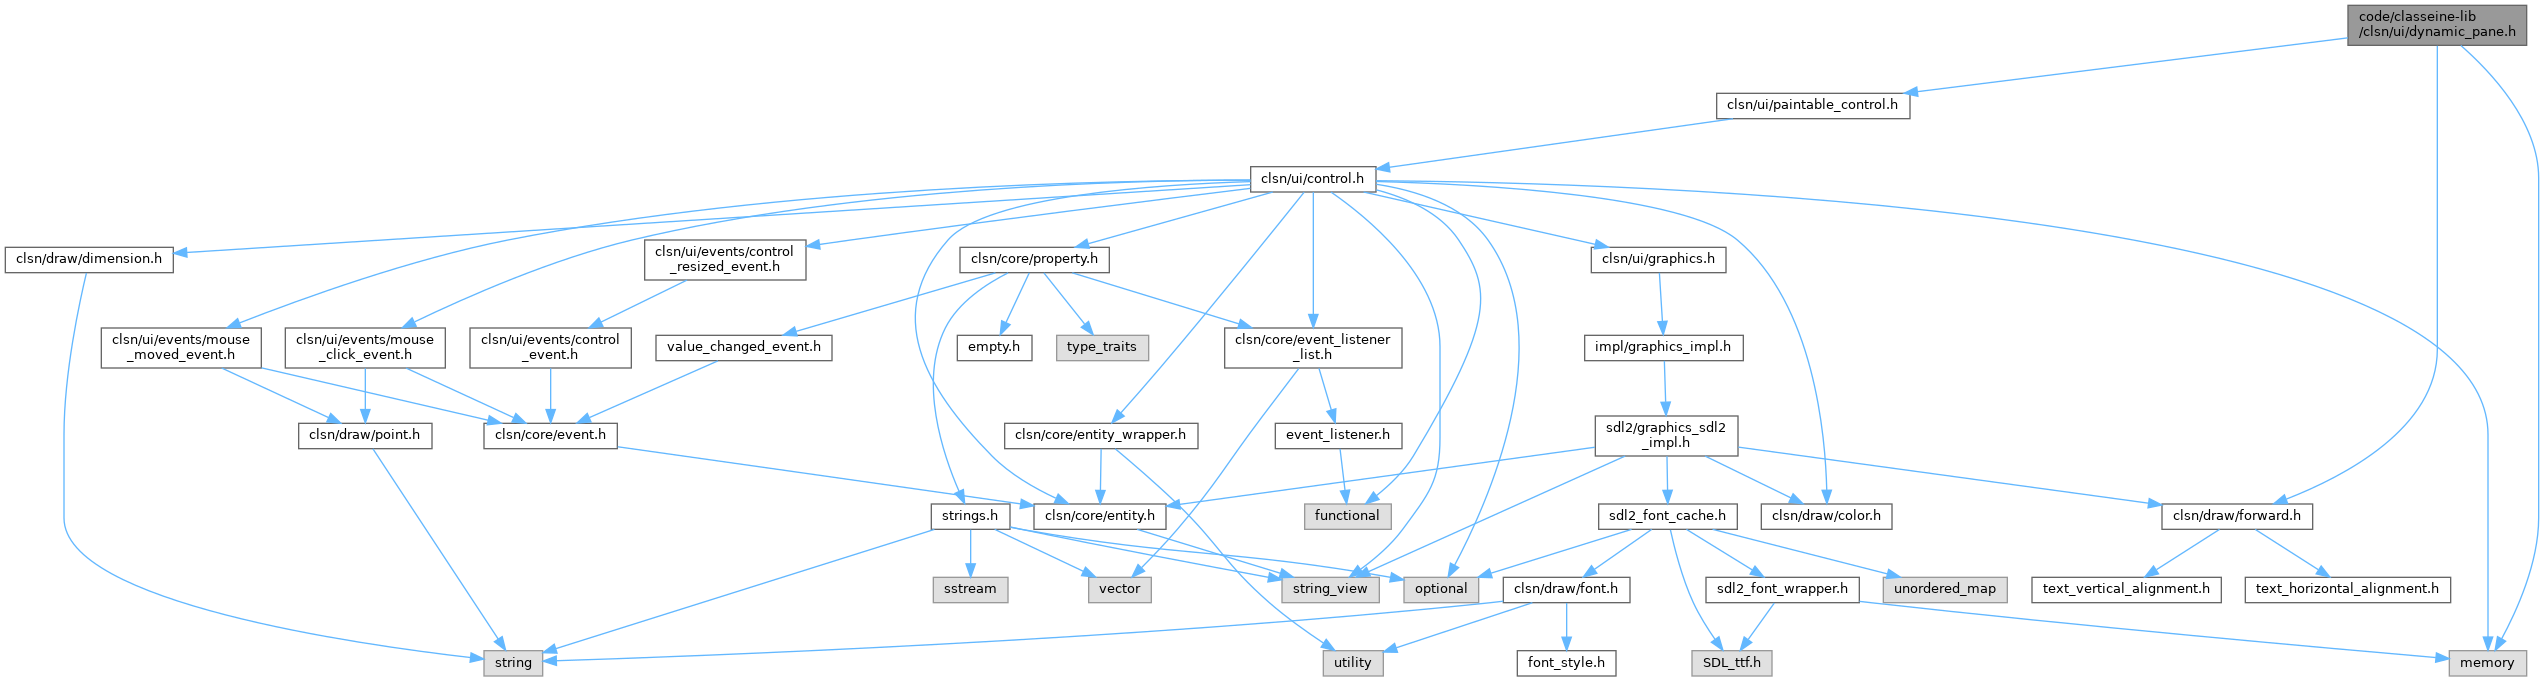 code/classeine-lib
/clsn/ui/dynamic_pane.h
clsn/ui/paintable_control.h
clsn/ui/control.h
clsn/draw/dimension.h
clsn/ui/events/control
_resized_event.h
clsn/core/property.h
clsn/ui/graphics.h
clsn/ui/events/mouse
_moved_event.h
clsn/ui/events/mouse
_click_event.h
clsn/ui/events/control
_event.h
value_changed_event.h
empty.h
type_traits
clsn/core/event_listener
_list.h
impl/graphics_impl.h
clsn/draw/point.h
clsn/core/event.h
clsn/core/entity_wrapper.h
event_listener.h
sdl2/graphics_sdl2
_impl.h
strings.h
clsn/core/entity.h
functional
sdl2_font_cache.h
clsn/draw/color.h
clsn/draw/forward.h
sstream
vector
string_view
optional
clsn/draw/font.h
sdl2_font_wrapper.h
unordered_map
text_vertical_alignment.h
text_horizontal_alignment.h
string
utility
font_style.h
SDL_ttf.h
memory